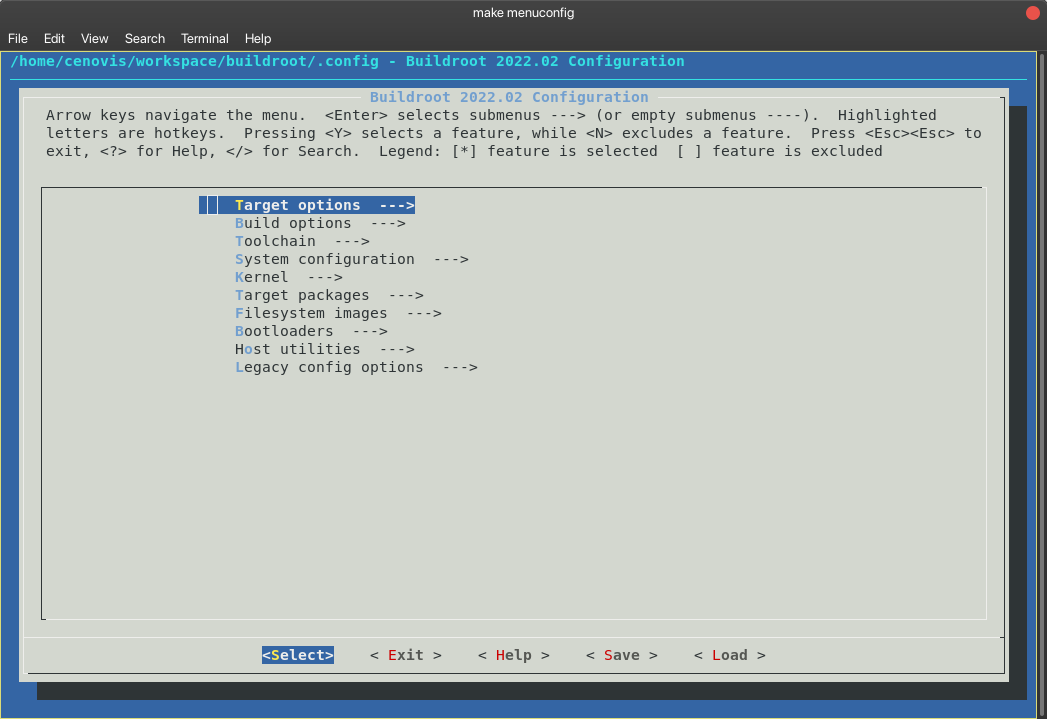 make menuconfig
File Edit View Search Terminal Help
/home/cenovis/workspace/buildroot/.config - Buildroot 2022.02 Configuration
Buildroot 2022.02 Configuration
Arrow keys navigate the menu.  <Enter> selects submenus ---> (or empty submenus ----).  Highlighted
letters are hotkeys.  Pressing <Y> selects a feature, while <N> excludes a feature.  Press <Esc><Esc> to
exit, <?> for Help, </> for Search.  Legend: [*] feature is selected  [ ] feature is excluded
Target options  --->
Build options  --->
Toolchain  --->
System configuration  --->
Kernel  --->
Target packages  --->
Filesystem images  --->
Bootloaders  --->
Host utilities  --->
Legacy config options  --->
<Select>    < Exit >    < Help >    < Save >    < Load >